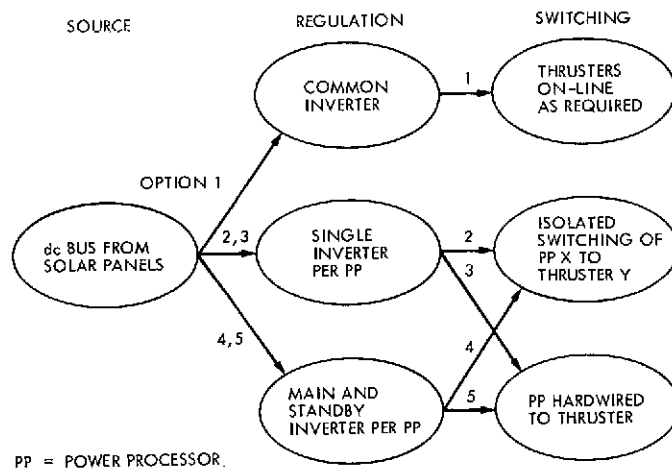 SOURCE
REGULATION
SWITCHING
COMMON
INVERTER
1
THRUSTERS
ON-LINE
AS REQUIRED
OPTION 1
dc BUS FROM
SOLAR PANELS
2,3
SINGLE
INVERTER
PER PP
2
3
ISOLATED
SWITCHING OF
PP X TO
THRUSTER Y
4,5
4
MAIN AND
STANDBY
INVERTER PER PP
5
PP HARDWIRED
TO THRUSTER
PP = POWER PROCESSOR.